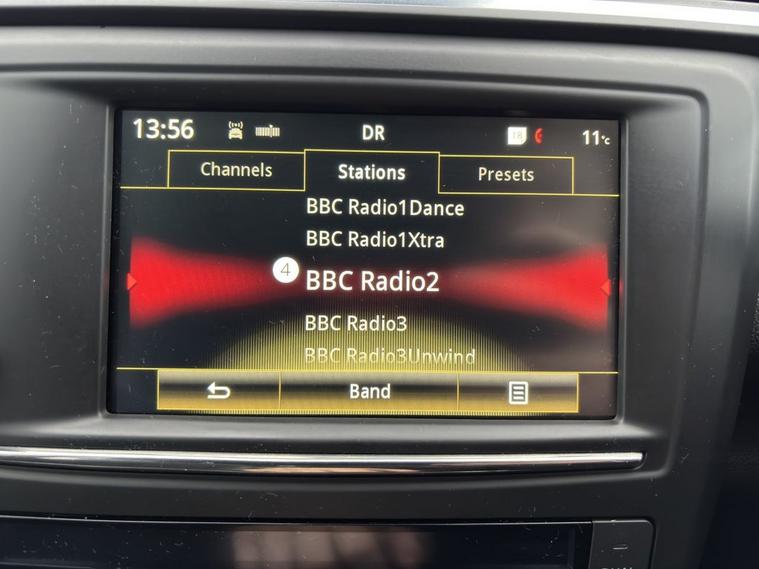 13:56
DR
18
11°c
Channels
Stations
Presets
BBC Radio1Dance
BBC Radio1Xtra
4
BBC Radio2
BBC Radio3
BBC Radio3Unwind
Band